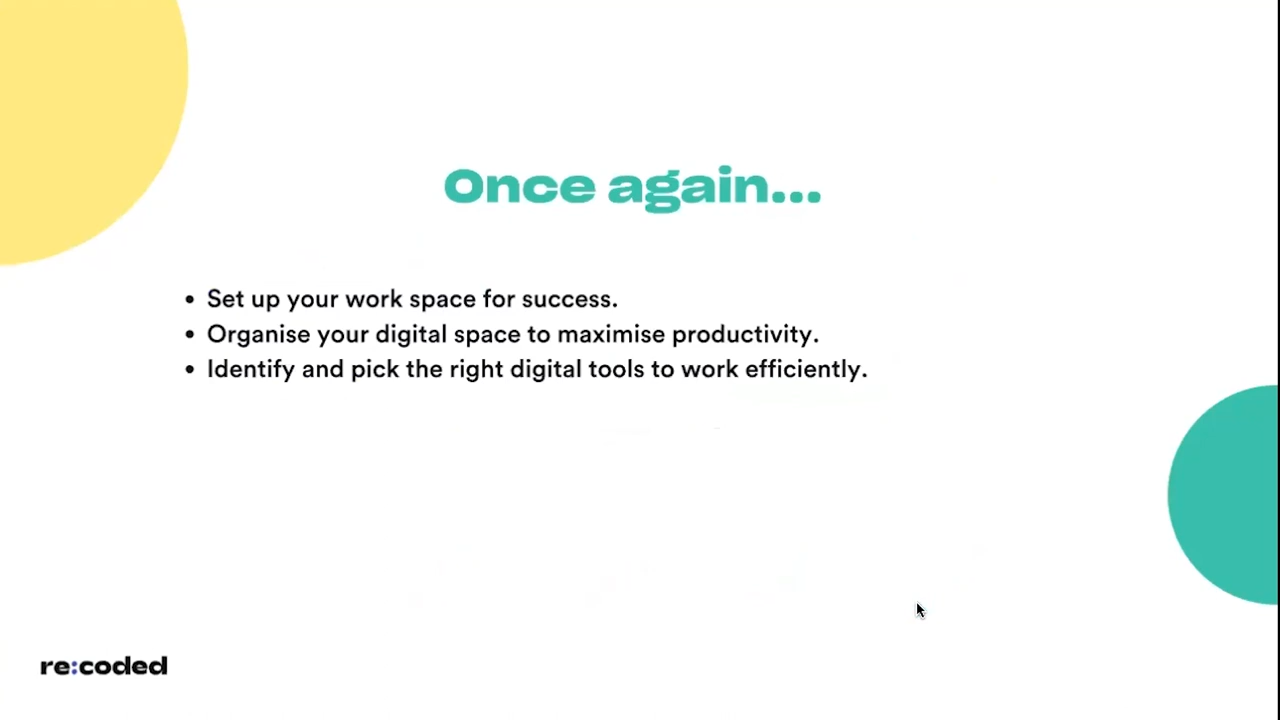 Once again...
• Set up your work space for success.
• Organise your digital space to maximise productivity.
• Identify and pick the right digital tools to work efficiently.
re:coded